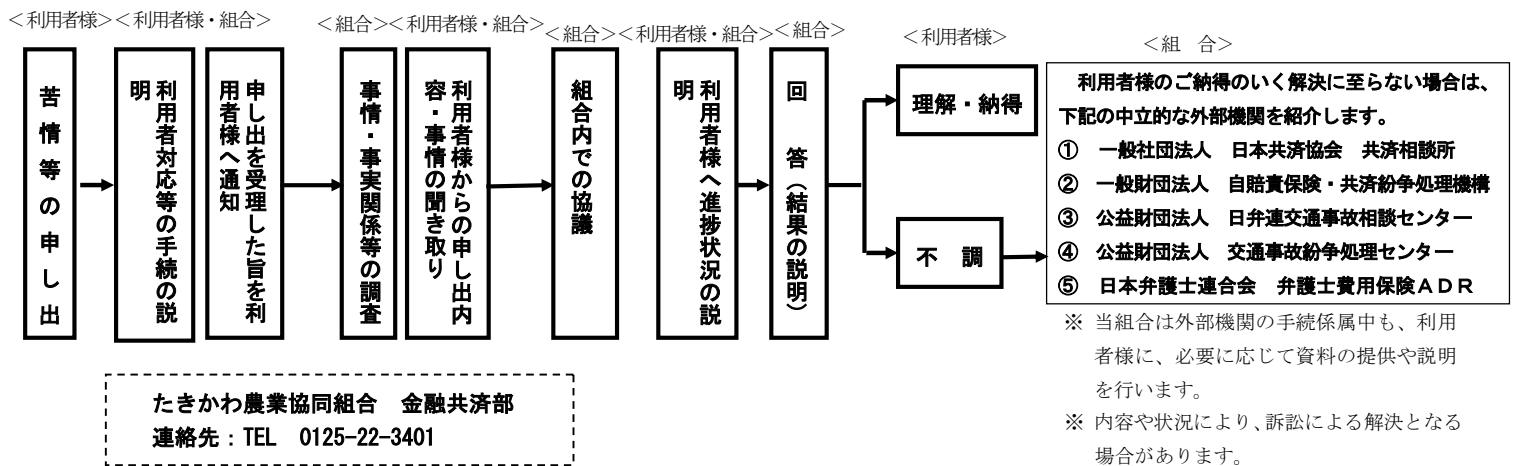 ＜利用者様＞
＜利用者様・組合＞
＜組合＞
＜利用者様・組合＞
＜組合＞
＜利用者様・組合＞
＜組合＞
＜利用者様＞
＜組　合＞
苦情等の申し出
利用者対応等の手続の説
明
申し出を受理した旨を利
用者様へ通知
事情・事実関係等の調査
利用者様からの申し出内
容・事情の聞き取り
組合内での協議
利用者様へ進捗状況の説
明
回　答（結果の説明）
理解・納得
不　調
利用者様のご納得のいく解決に至らない場合は、
下記の中立的な外部機関を紹介します。
①　一般社団法人　日本共済協会　共済相談所
②　一般財団法人　自賠責保険・共済紛争処理機構
③　公益財団法人　日弁連交通事故相談センター
④　公益財団法人　交通事故紛争処理センター
⑤　日本弁護士連合会　弁護士費用保険ＡＤＲ
※ 当組合は外部機関の手続係属中も、利用
者様に、必要に応じて資料の提供や説明
を行います。
※ 内容や状況により、訴訟による解決となる
場合があります。
たきかわ農業協同組合　金融共済部
連絡先：TEL　0125-22-3401